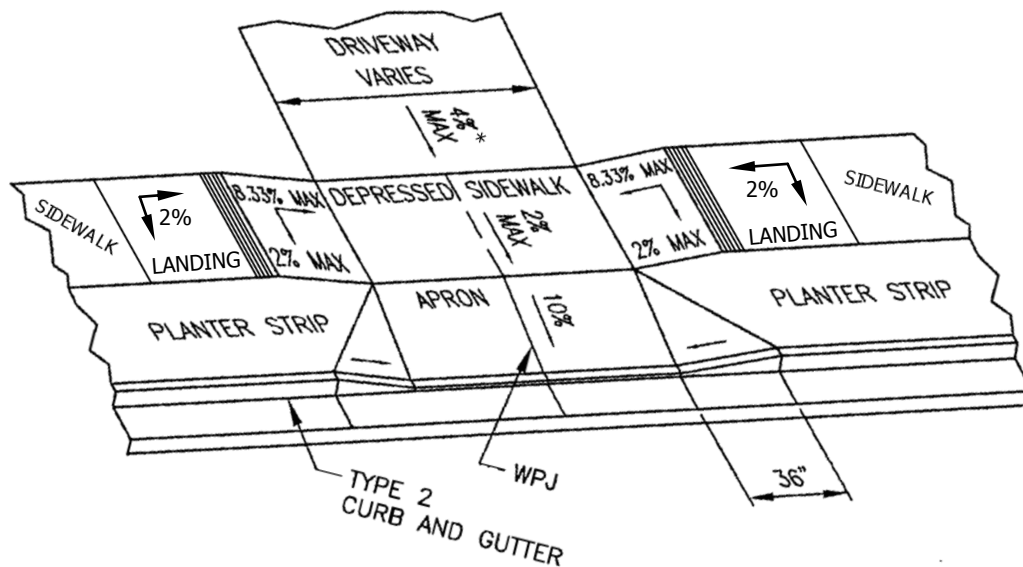 DRIVEWAY
VARIES
4%*
MAX
SIDEWALK
2%
LANDING
8.33% MAX
2% MAX
DEPRESSED SIDEWALK
2%
MAX
8.33% MAX
2% MAX
2%
LANDING
SIDEWALK
PLANTER STRIP
APRON
10%
PLANTER STRIP
36"
WPJ
TYPE 2
CURB AND GUTTER